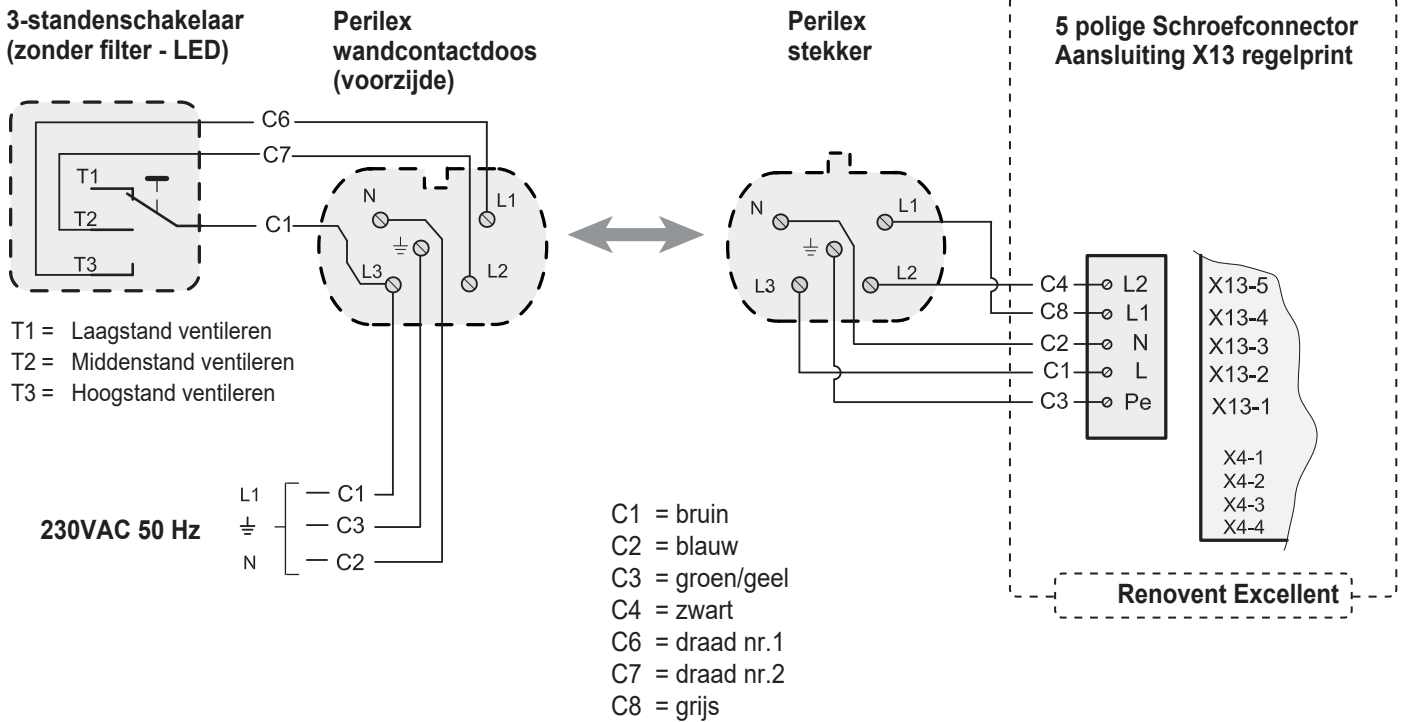 3-standenschakelaar
(zonder filter - LED)
Perilex
wandcontactdoos
(voorzijde)
Perilex
stekker
5 polige Schroefconnector
Aansluiting X13 regelprint
C6
C7
T1
T2
T3
C1
N
L1
L3
L2
N
L1
L3
L2
C4
C8
C2
C1
C3
L2
L1
N
L
Pe
X13-5
X13-4
X13-3
X13-2
X13-1
X4-1
X4-2
X4-3
X4-4
T1 = Laagstand ventileren
T2 = Middenstand ventileren
T3 = Hoogstand ventileren
230VAC 50 Hz
L1
N
C1
C3
C2
C1 = bruin
C2 = blauw
C3 = groen/geel
C4 = zwart
C6 = draad nr.1
C7 = draad nr.2
C8 = grijs
Renovent Excellent